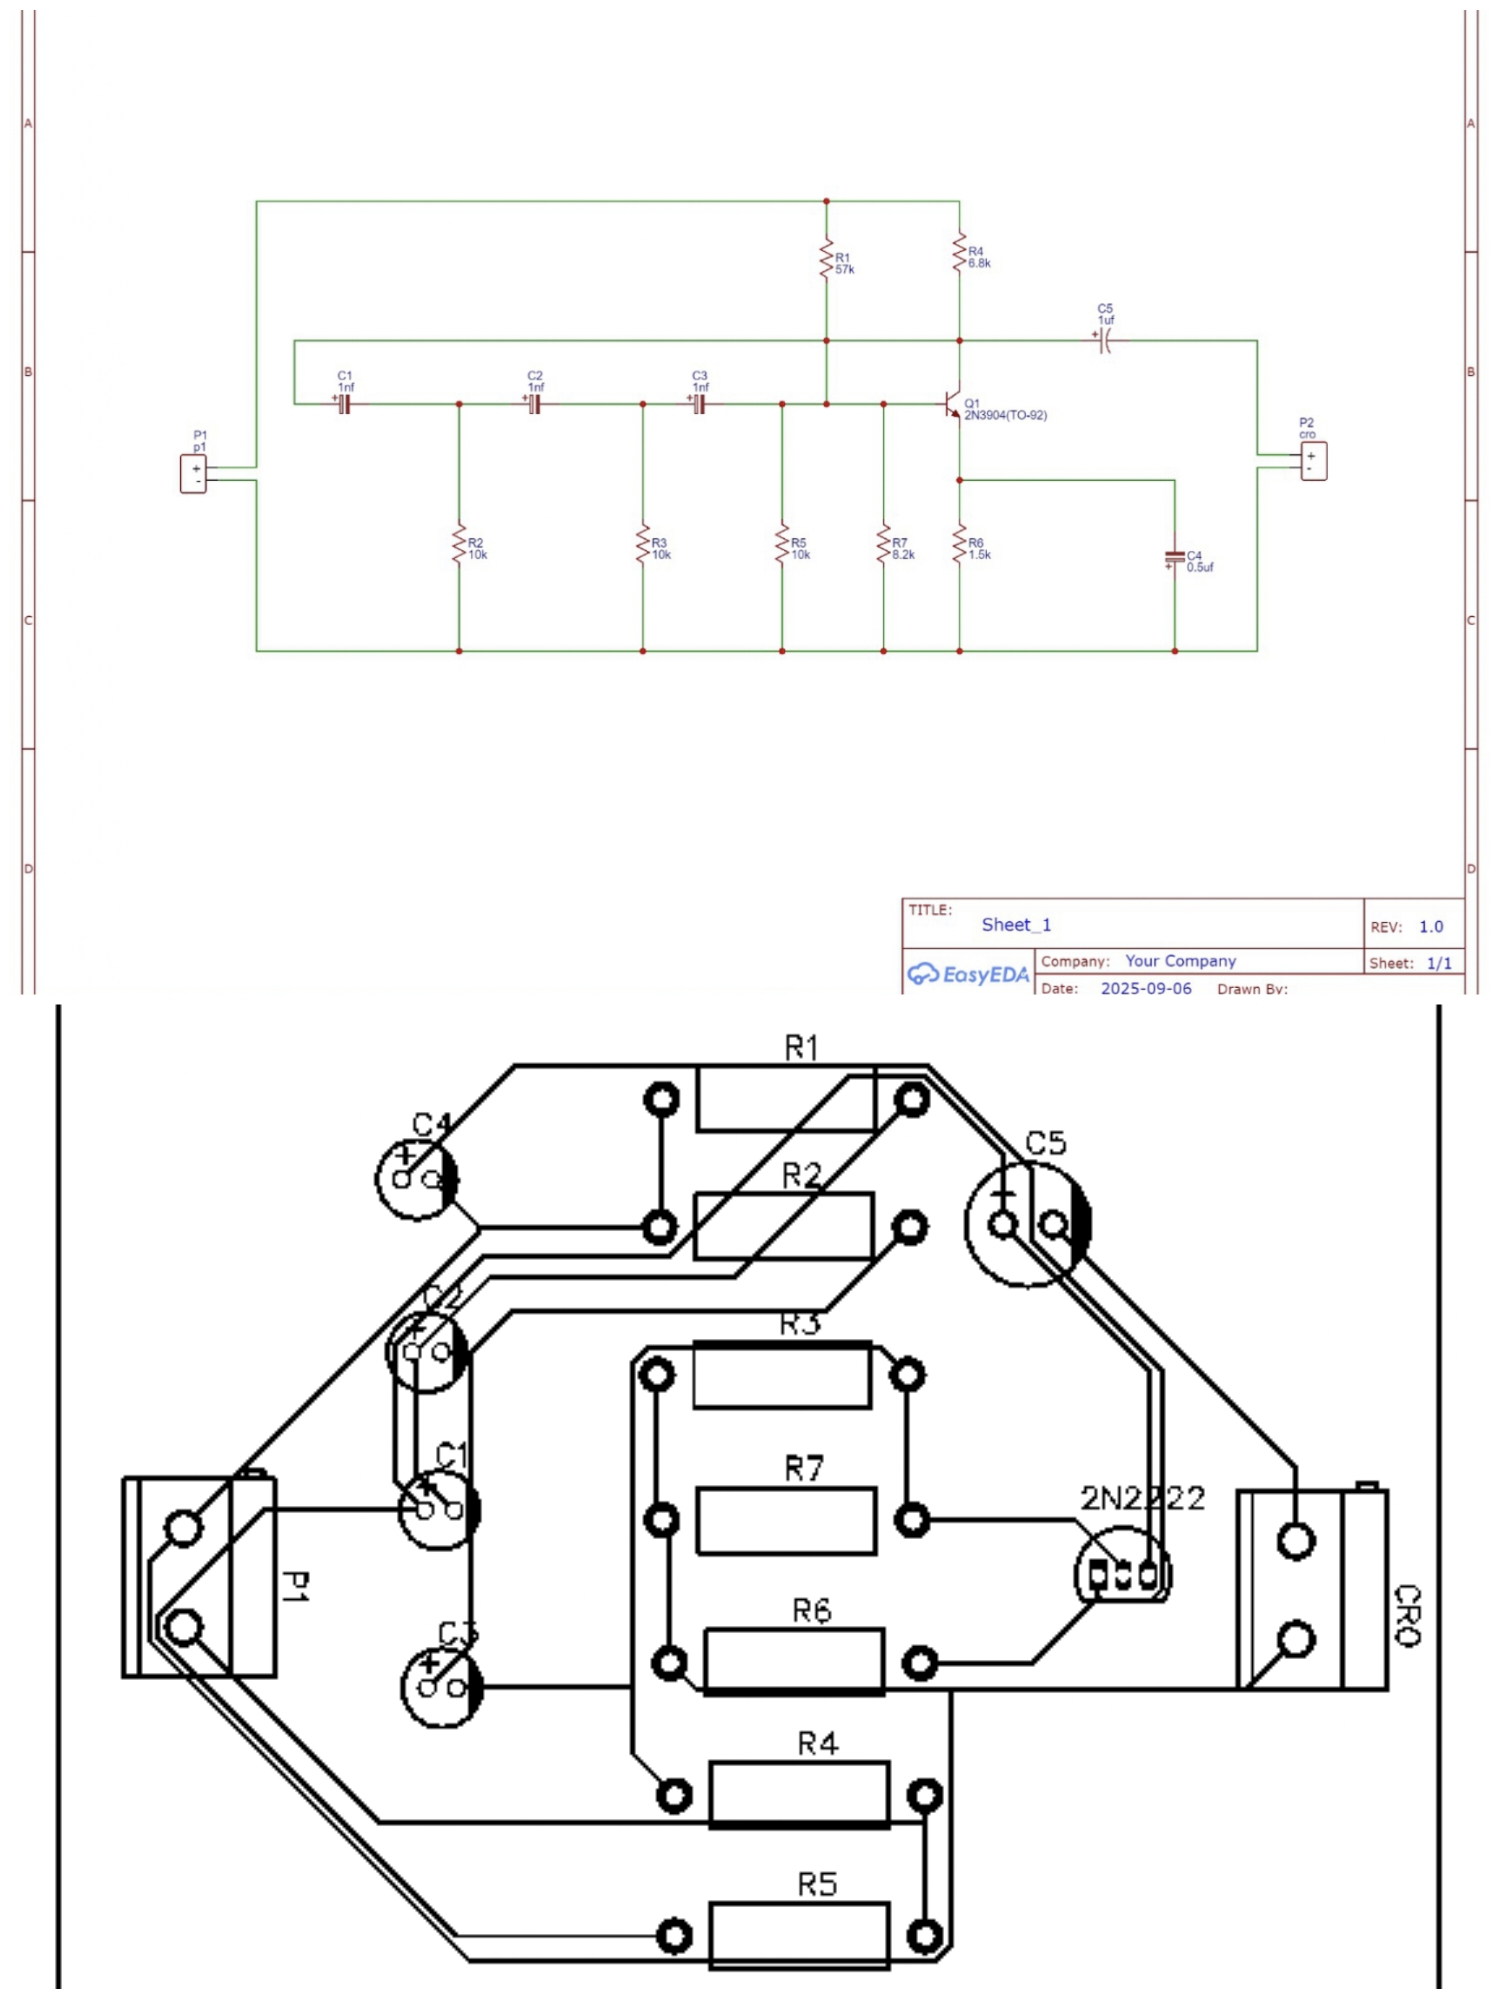 A
A
R1
57k
R4
6.8k
C5
1uf
+
B
B
C1
1nf
+
C2
1nf
+
C3
1nf
+
Q1
2N3904(TO-92)
P1
p1
+
-
P2
cro
+
-
R2
10k
R3
10k
R5
10k
R7
8.2k
R6
1.5k
C4
0.5uf
+
C
C
D
D
TITLE:
Sheet_1
REV: 1.0
EasyEDA
Company: Your Company
Sheet: 1/1
Date: 2025-09-06 Drawn By:
R1
C4
+
C5
+
R2
C2
+
R3
C1
+
R7
2N2222
P1
CRO
R6
C3
+
R4
R5